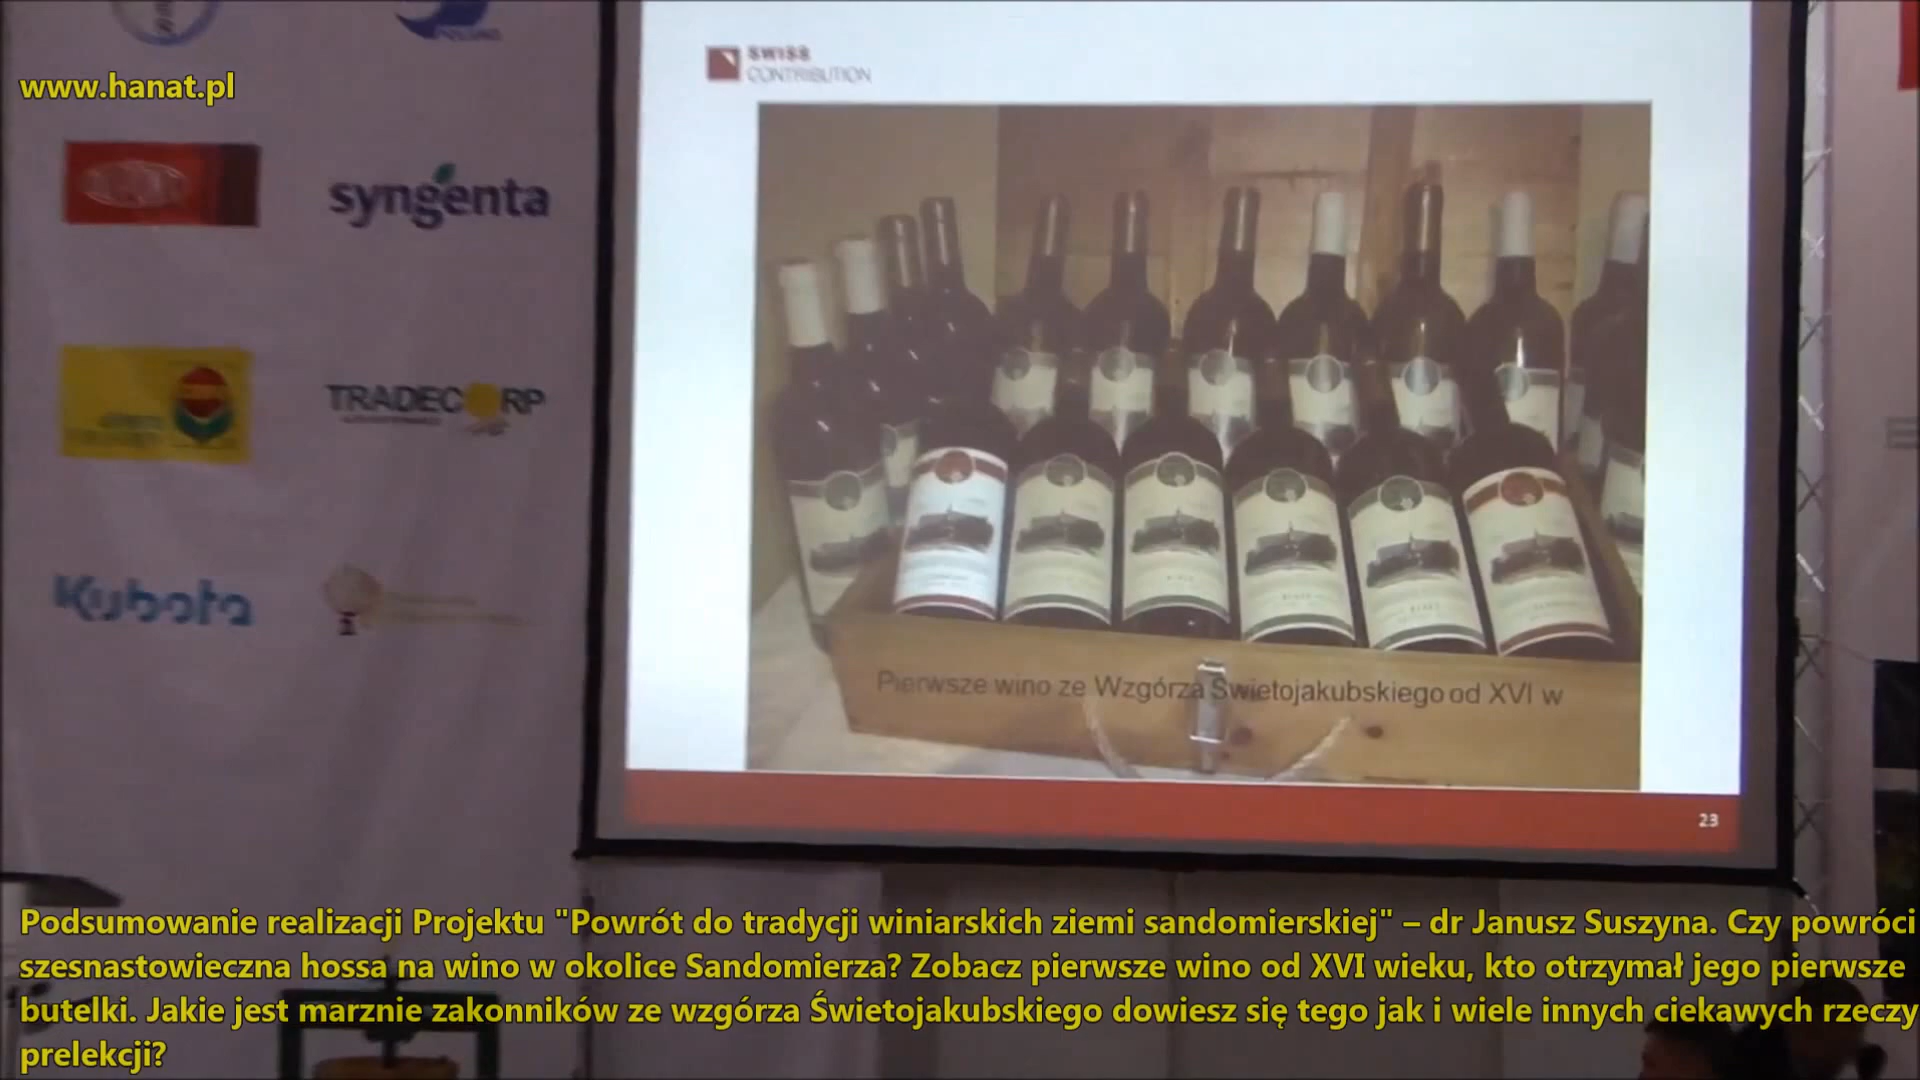 www.hanat.pl
POLAND
SWISS
CONTRIBUTION
syngenta
TRADECORP
Kubota
Pierwsze wino ze Wzgórza Świetojakubskiego od XVI w
23
Podsumowanie realizacji Projektu "Powrót do tradycji winiarskich ziemi sandomierskiej" – dr Janusz Suszyna. Czy powróci
szesnastowieczna hossa na wino w okolice Sandomierza? Zobacz pierwsze wino od XVI wieku, kto otrzymał jego pierwsze
butelki. Jakie jest marznie zakonników ze wzgórza Świetojakubskiego dowiesz się tego jak i wiele innych ciekawych rzeczy
prelekcji?